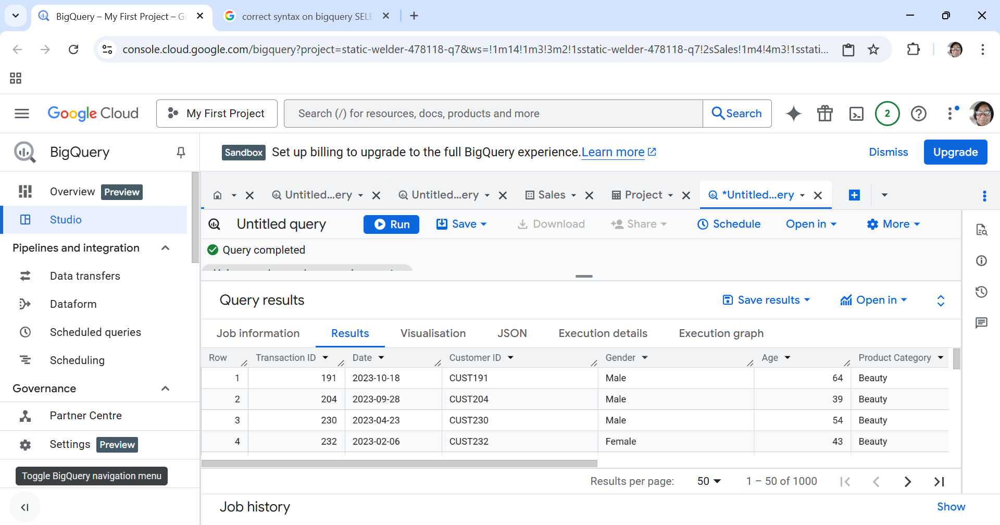 BigQuery – My First Project – Go
correct syntax on bigquery SELE
console.cloud.google.com/bigquery?project=static-welder-478118-q7&ws=!1m14!1m3!3m2!1sstatic-welder-478118-q7!2sSales!1m4!4m3!1sstati...
Google Cloud
My First Project
Search (/) for resources, docs, products and more
Search
2
BigQuery
Sandbox Set up billing to upgrade to the full BigQuery experience. Learn more
Dismiss
Upgrade
Overview Preview
Studio
Pipelines and integration
Data transfers
Dataform
Scheduled queries
Scheduling
Governance
Partner Centre
Settings Preview
Toggle BigQuery navigation menu
Untitled...ery
Untitled...ery
Sales
Project
*Untitled...ery
Untitled query
Run
Save
Download
Share
Schedule
Open in
More
Query completed
Query results
Save results
Open in
Job information Results Visualisation JSON Execution details Execution graph
Row Transaction ID Date Customer ID Gender Age Product Category
1 191 2023-10-18 CUST191 Male 64 Beauty
2 204 2023-09-28 CUST204 Male 39 Beauty
3 230 2023-04-23 CUST230 Male 54 Beauty
4 232 2023-02-06 CUST232 Female 43 Beauty
Results per page: 50 1 – 50 of 1000
Job history
Show